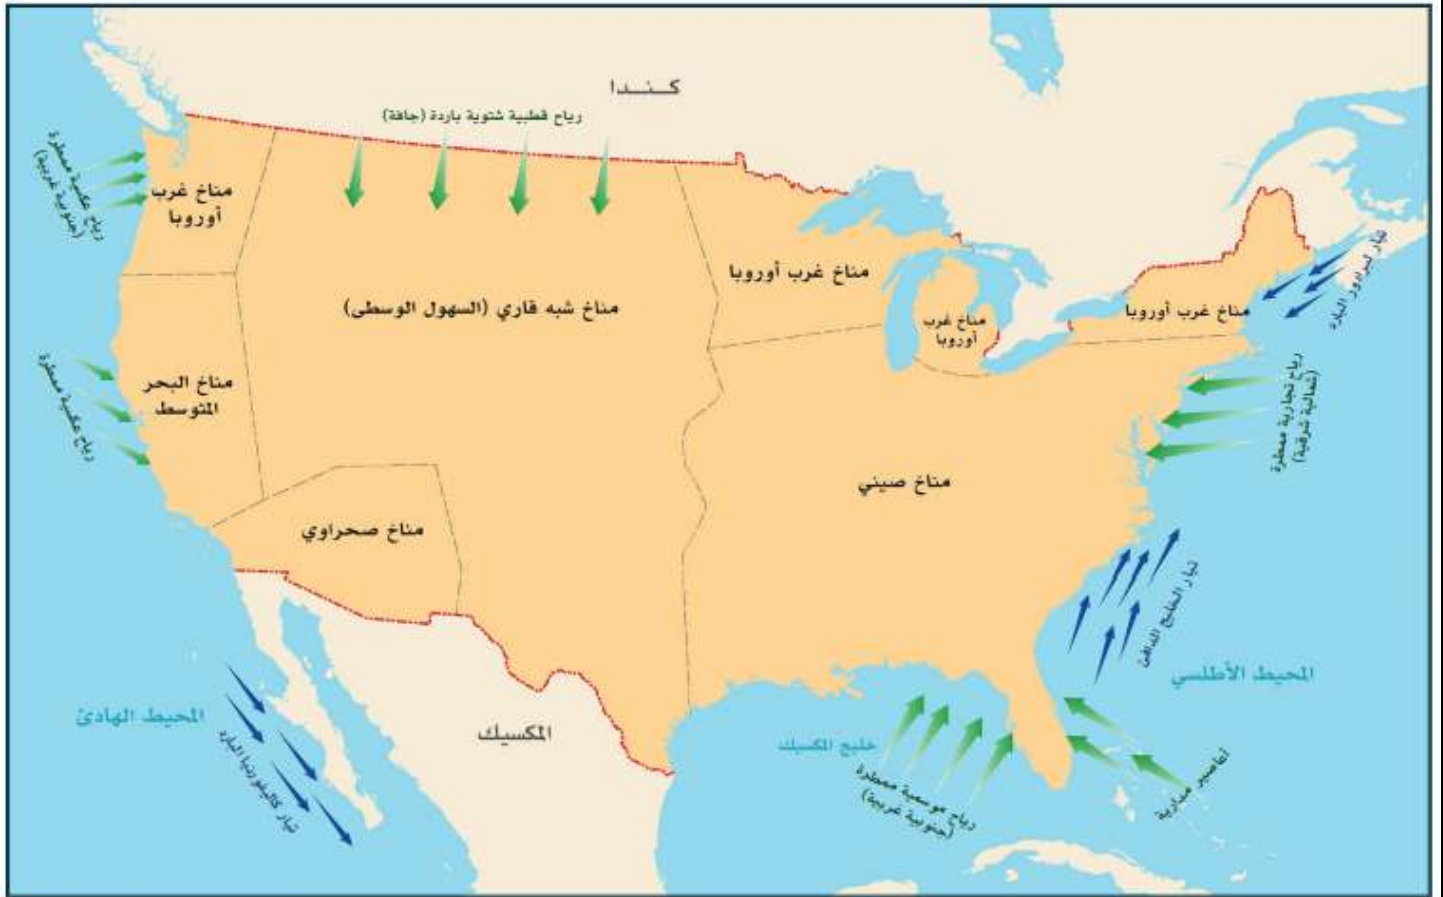 كـنـدا
رياح قطبية شتوية باردة (جافة)
رياح عكسية ممطرة
(جنوبية غربية)
مناخ غرب
أوروبا
مناخ غرب أوروبا
مناخ شبه قاري (السهول الوسطى)
مناخ غرب
أوروبا
مناخ غرب أوروبا
تيار لبرادور البارد
رياح تجارية ممطرة
(شمالية شرقية)
رياح عكسية ممطرة
مناخ البحر
المتوسط
مناخ صيني
مناخ صحراوي
تيار الخليج الدافئ
المحيط الأطلسي
المحيط الهادئ
تيار كاليفورنيا البارد
المكسيك
خليج المكسيك
رياح موسمية ممطرة
(جنوبية غربية)
أعاصير مدارية